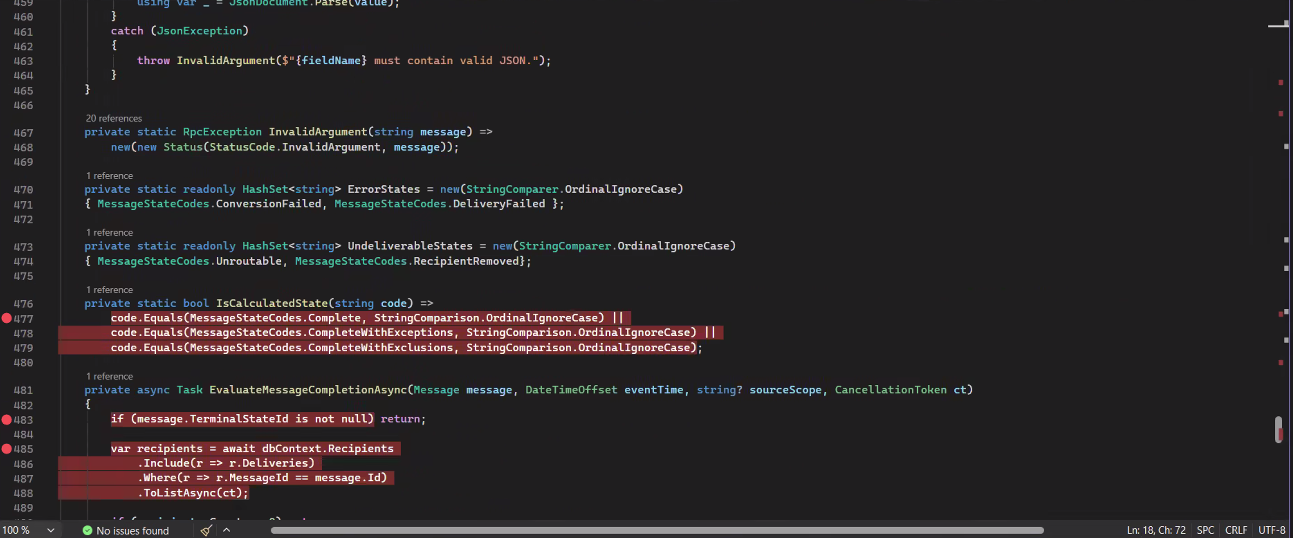 459 using var _ = JsonDocument.Parse(value);
460 }
461 catch (JsonException)
462 {
463 throw InvalidArgument($"{fieldName} must contain valid JSON.");
464 }
465 }
466
20 references
467 private static RpcException InvalidArgument(string message) =>
468 new(new Status(StatusCode.InvalidArgument, message));
469
1 reference
470 private static readonly HashSet<string> ErrorStates = new(StringComparer.OrdinalIgnoreCase)
471 { MessageStateCodes.ConversionFailed, MessageStateCodes.DeliveryFailed };
472
1 reference
473 private static readonly HashSet<string> UndeliverableStates = new(StringComparer.OrdinalIgnoreCase)
474 { MessageStateCodes.Unroutable, MessageStateCodes.RecipientRemoved};
475
1 reference
476 private static bool IsCalculatedState(string code) =>
477 code.Equals(MessageStateCodes.Complete, StringComparison.OrdinalIgnoreCase) ||
478 code.Equals(MessageStateCodes.CompleteWithExceptions, StringComparison.OrdinalIgnoreCase) ||
479 code.Equals(MessageStateCodes.CompleteWithExclusions, StringComparison.OrdinalIgnoreCase);
480
1 reference
481 private async Task EvaluateMessageCompletionAsync(Message message, DateTimeOffset eventTime, string? sourceScope, CancellationToken ct)
482 {
483 if (message.TerminalStateId is not null) return;
484
485 var recipients = await dbContext.Recipients
486 .Include(r => r.Deliveries)
487 .Where(r => r.MessageId == message.Id)
488 .ToListAsync(ct);
489
100 % No issues found Ln: 18, Ch: 72 SPC CRLF UTF-8